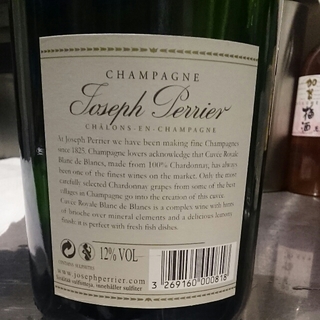 CHAMPAGNE
Joseph Perrier
CHÂLONS-EN-CHAMPAGNE
At Joseph Perrier we have been making fine Champagnes
since 1825. Champagne lovers acknowledge that Cuvée Royale
Blanc de Blancs, made from 100% Chardonnay, has always
been one of the finest wines on the market. Only the most
carefully selected Chardonnay grapes from some of the best
villages in Champagne go into the creation of this cuvée.
Cuvée Royale Blanc de Blancs is a complex wine with hints
of brioche over mineral elements and a delicious lemony
finish; it is perfect with fresh fish dishes.
12% VOL
www.josephperrier.com
3 269160 000818
梅
酒